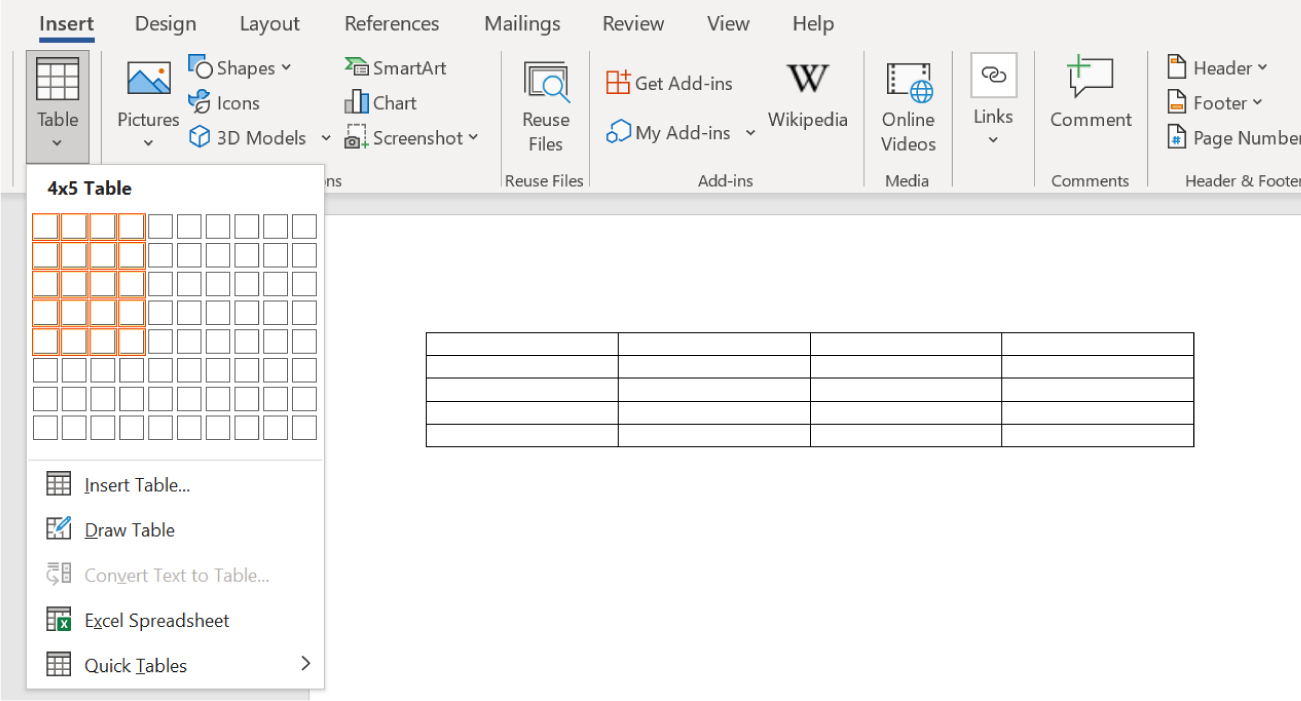 Insert Design Layout References Mailings Review View Help
Table
Pictures
Shapes
Icons
3D Models
SmartArt
Chart
Screenshot
Reuse
Files
Reuse Files
Get Add-ins
My Add-ins
W
Wikipedia
Add-ins
Online
Videos
Media
Links
Comment
Comments
Header
Footer
Page Number
Header & Footer
4x5 Table
Insert Table...
Draw Table
Convert Text to Table...
Excel Spreadsheet
Quick Tables